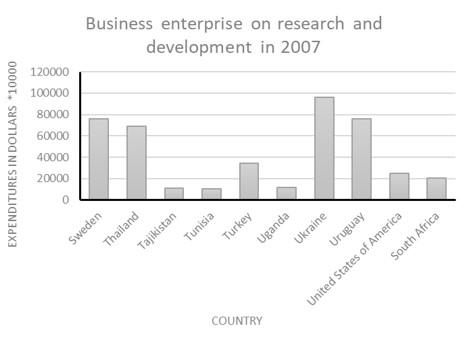 Business enterprise on research and
development in 2007
EXPENDITURES IN DOLLARS *10000
120000
100000
80000
60000
40000
20000
0
Sweden
Thailand
Tajikistan
Tunisia
Turkey
Uganda
Ukraine
Uruguay
United States of America
South Africa
COUNTRY